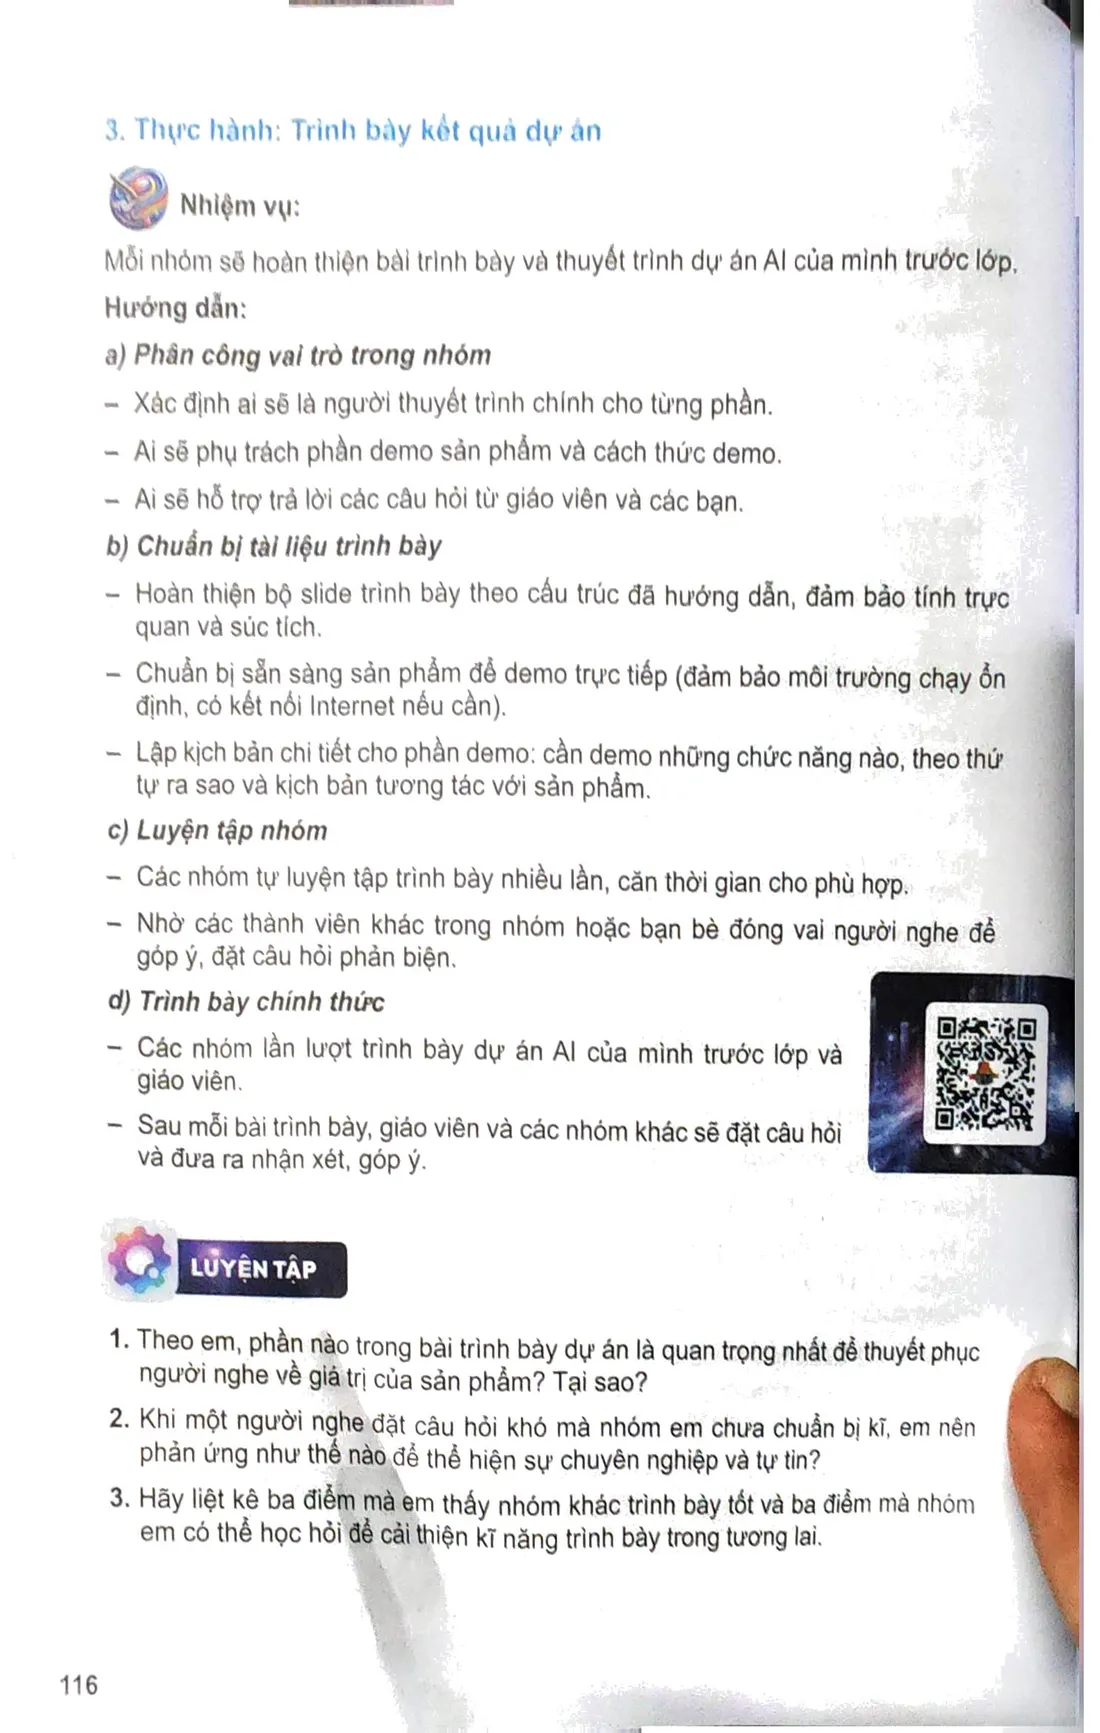 3. Thực hành: Trình bày kết quả dự án
Nhiệm vụ:
Mỗi nhóm sẽ hoàn thiện bài trình bày và thuyết trình dự án AI của mình trước lớp.
Hướng dẫn:
a) Phân công vai trò trong nhóm
– Xác định ai sẽ là người thuyết trình chính cho từng phần.
– Ai sẽ phụ trách phần demo sản phẩm và cách thức demo.
– Ai sẽ hỗ trợ trả lời các câu hỏi từ giáo viên và các bạn.
b) Chuẩn bị tài liệu trình bày
– Hoàn thiện bộ slide trình bày theo cấu trúc đã hướng dẫn, đảm bảo tính trực
quan và súc tích.
– Chuẩn bị sẵn sàng sản phẩm để demo trực tiếp (đảm bảo môi trường chạy ổn
định, có kết nối Internet nếu cần).
– Lập kịch bản chi tiết cho phần demo: cần demo những chức năng nào, theo thứ
tự ra sao và kịch bản tương tác với sản phẩm.
c) Luyện tập nhóm
– Các nhóm tự luyện tập trình bày nhiều lần, căn thời gian cho phù hợp.
– Nhờ các thành viên khác trong nhóm hoặc bạn bè đóng vai người nghe để
góp ý, đặt câu hỏi phản biện.
d) Trình bày chính thức
– Các nhóm lần lượt trình bày dự án AI của mình trước lớp và
giáo viên.
– Sau mỗi bài trình bày, giáo viên và các nhóm khác sẽ đặt câu hỏi
và đưa ra nhận xét, góp ý.
LUYỆN TẬP
1. Theo em, phần nào trong bài trình bày dự án là quan trọng nhất để thuyết phục
người nghe về giá trị của sản phẩm? Tại sao?
2. Khi một người nghe đặt câu hỏi khó mà nhóm em chưa chuẩn bị kĩ, em nên
phản ứng như thế nào để thể hiện sự chuyên nghiệp và tự tin?
3. Hãy liệt kê ba điểm mà em thấy nhóm khác trình bày tốt và ba điểm mà nhóm
em có thể học hỏi để cải thiện kĩ năng trình bày trong tương lai.
116